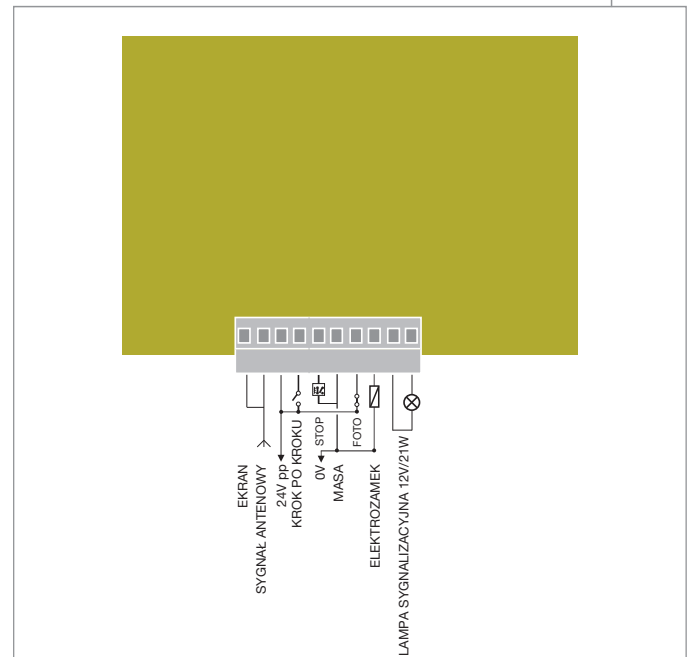 EKRAN
SYGNAŁ ANTENOWY
24V pp
KROK PO KROKU
STOP
0V
MASA
FOTO
ELEKTROZAMEK
LAMPA SYGNALIZACYJNA 12V/21W